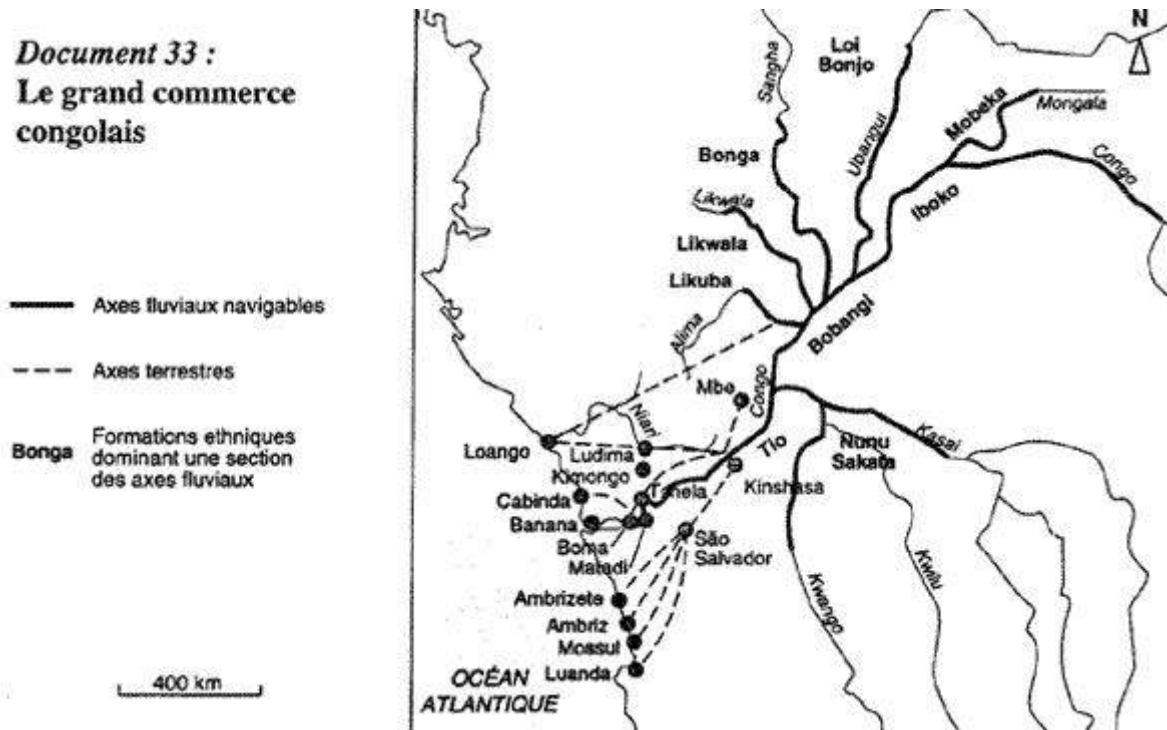 Document 33 :
Le grand commerce
congolais
Axes fluviaux navigables
Axes terrestres
Bonga
Formations ethniques
dominant une section
des axes fluviaux
400 km
N
Loi
Bonjo
Sangha
Ubangui
Mobeka
Mongala
Congo
Iboko
Bonga
Likwala
Likwala
Likuba
Alima
Bobangi
Mbe
Congo
Niari
Loango
Ludima
Kimongo
Tio
Nunu
Sakata
Kasai
Cabinda
Kinshasa
Banana
Boma
Matadi
São
Salvador
Ambrizete
Ambriz
Mossul
Luanda
Kwango
Kwilu
OCÉAN
ATLANTIQUE